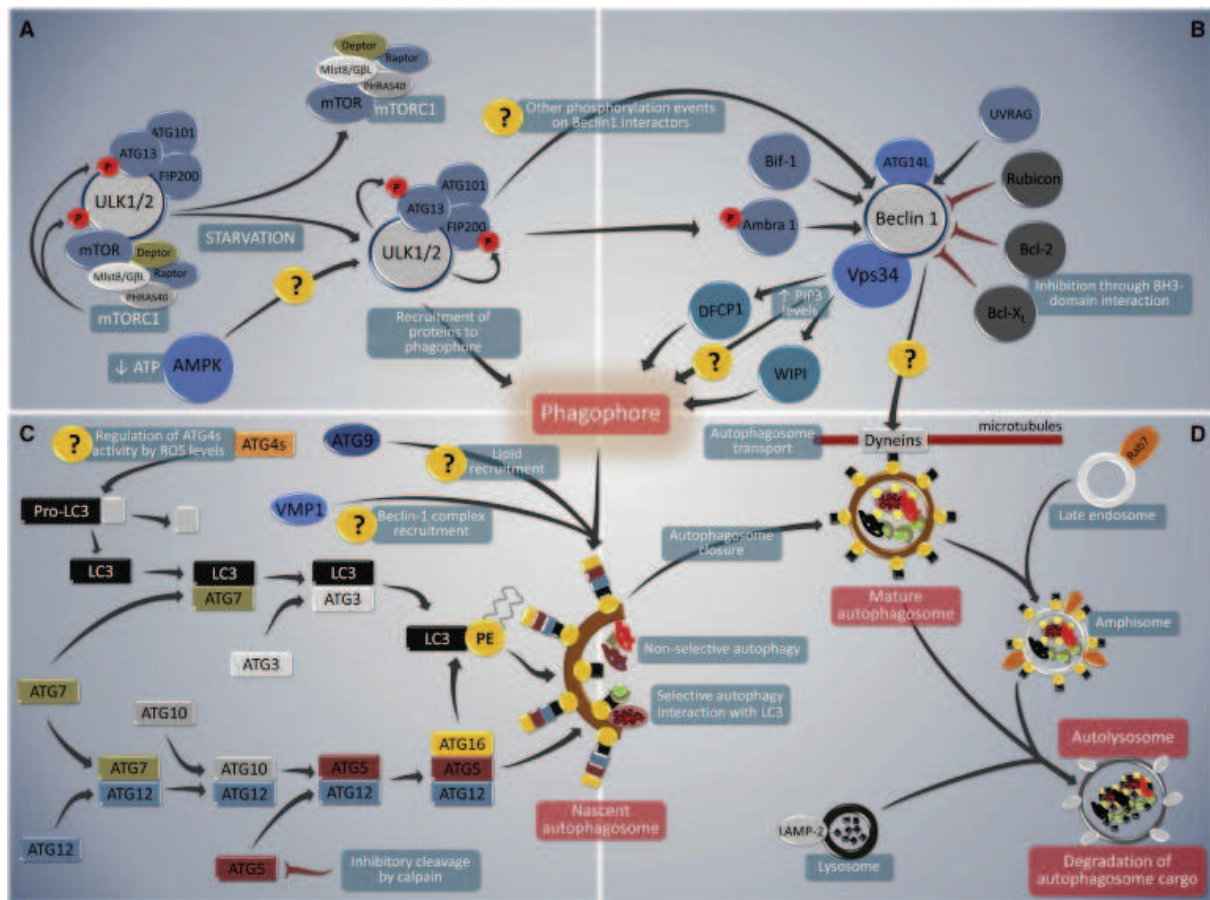 A
Deptor
Raptor
Mlst8/GβL
PHRAS40
mTOR
mTORC1
ATG101
ATG13
P
FIP200
ULK1/2
P
mTOR
Deptor
Mlst8/GβL
Raptor
PHRAS40
mTORC1
STARVATION
?
↓ ATP
AMPK
P
ATG101
ATG13
FIP200
P
ULK1/2
Recruitment of
proteins to
phagophore
B
?
Other phosphorylation events
on Beclin1 interactors
UVRAG
Bif-1
ATG14L
Rubicon
P
Ambra 1
Beclin 1
Bcl-2
Vps34
Inhibition through BH3-
domain interaction
Bcl-XL
↑ PIP3
levels
DFCP1
?
WIPI
?
Phagophore
C
?
Regulation of ATG4s
activity by ROS levels
ATG4s
ATG9
?
Lipid
recruitment
Pro-LC3
VMP1
?
Beclin-1 complex
recruitment
LC3
LC3
ATG7
LC3
ATG3
ATG3
LC3
PE
Non-selective autophagy
Selective autophagy
interaction with LC3
ATG7
ATG10
ATG7
ATG12
ATG10
ATG12
ATG5
ATG12
ATG16
ATG5
ATG12
ATG12
ATG5
Inhibitory cleavage
by calpain
Nascent
autophagosome
D
Autophagosome
transport
Dyneins
microtubules
Rab7
Late endosome
Autophagosome
closure
Mature
autophagosome
Amphisome
Autolysosome
LAMP-2
Lysosome
Degradation of
autophagosome cargo